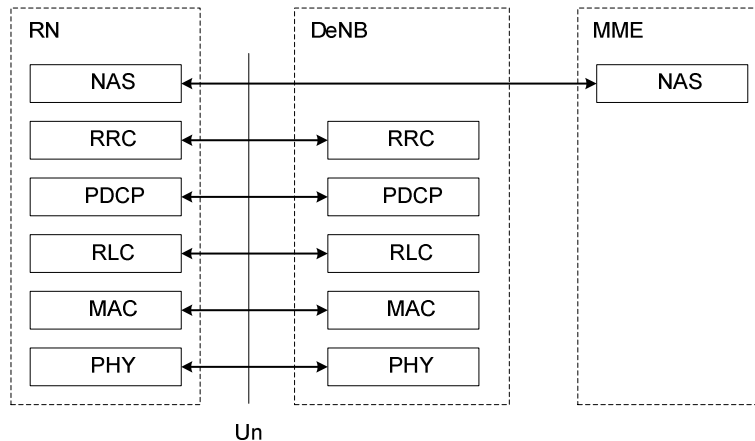 RN DeNB MME
NAS NAS
RRC RRC
PDCP PDCP
RLC RLC
MAC MAC
PHY PHY
Un